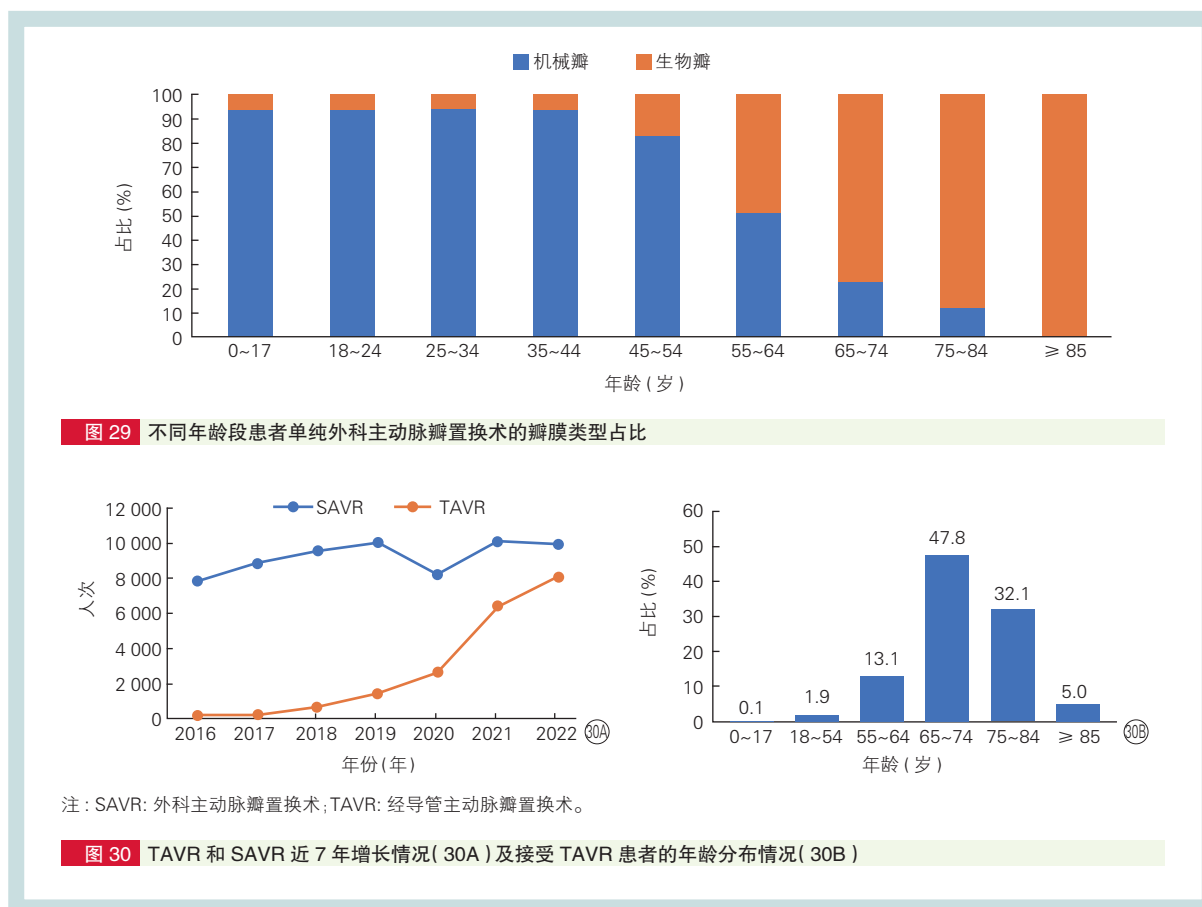 机械瓣 生物瓣
占比(%)
100
90
80
70
60
50
40
30
20
10
0
0~17 18~24 25~34 35~44 45~54 55~64 65~74 75~84 ≥ 85
年龄(岁)
图 29 不同年龄段患者单纯外科主动脉瓣置换术的瓣膜类型占比
SAVR TAVR
人次
12 000
10 000
8 000
6 000
4 000
2 000
0
2016 2017 2018 2019 2020 2021 2022
30A
年份(年)
占比(%)
60
50
40
30
20
10
0
0.1 1.9 13.1 47.8 32.1 5.0
0~17 18~54 55~64 65~74 75~84 ≥ 85
30B
年龄(岁)
注: SAVR: 外科主动脉瓣置换术; TAVR: 经导管主动脉瓣置换术。
图 30 TAVR 和 SAVR 近 7 年增长情况(30A)及接受 TAVR 患者的年龄分布情况(30B)